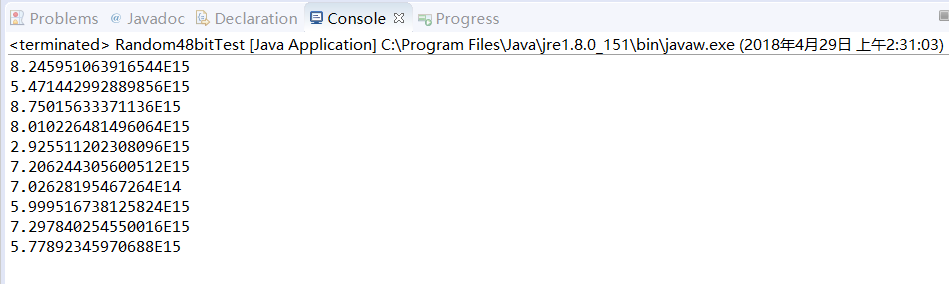 Problems @ Javadoc Declaration Console Progress
<terminated> Random48bitTest [Java Application] C:\Program Files\Java\jre1.8.0_151\bin\javaw.exe (2018年4月29日 上午2:31:03)
8.245951063916544E15
5.471442992889856E15
8.75015633371136E15
8.010226481496064E15
2.925511202308096E15
7.206244305600512E15
7.02628195467264E14
5.999516738125824E15
7.297840254550016E15
5.77892345970688E15